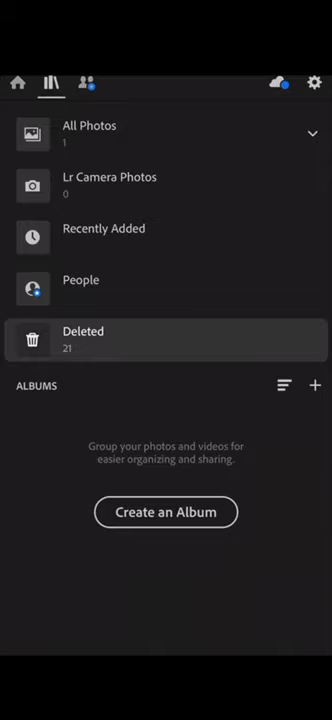 All Photos
1
Lr Camera Photos
0
Recently Added
People
Deleted
21
ALBUMS
Group your photos and videos for
easier organizing and sharing.
Create an Album